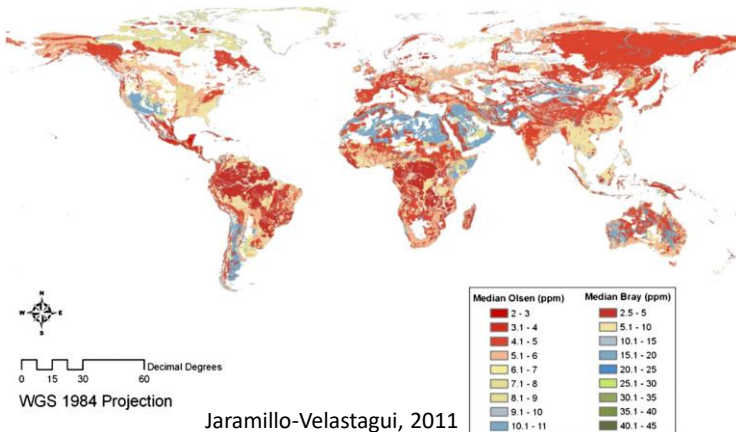 N
W E
S
Decimal Degrees
0 15 30 60
WGS 1984 Projection
Jaramillo-Velastagui, 2011
Median Olsen (ppm)
2 - 3
3.1 - 4
4.1 - 5
5.1 - 6
6.1 - 7
7.1 - 8
8.1 - 9
9.1 - 10
10.1 - 11
Median Bray (ppm)
2.5 - 5
5.1 - 10
10.1 - 15
15.1 - 20
20.1 - 25
25.1 - 30
30.1 - 35
35.1 - 40
40.1 - 45